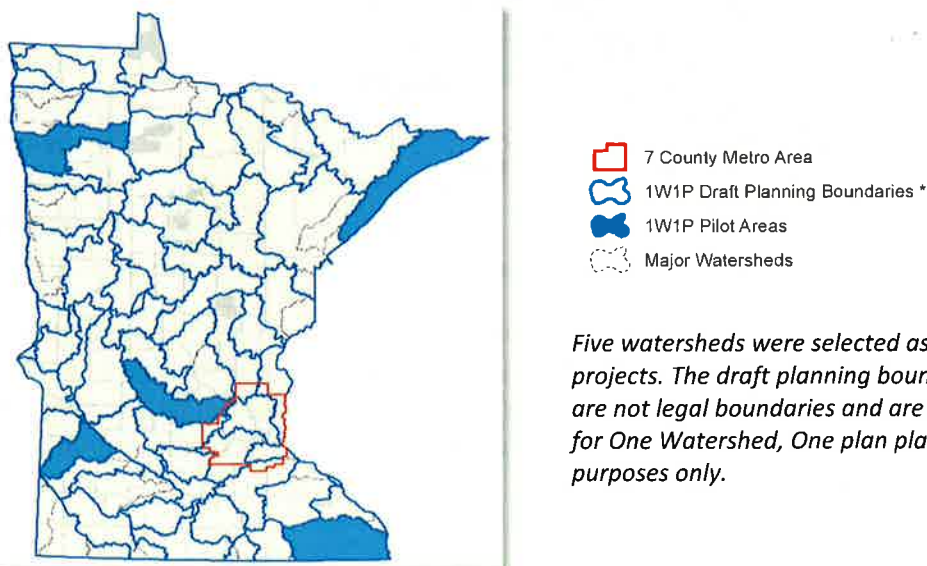 7 County Metro Area
1W1P Draft Planning Boundaries *
1W1P Pilot Areas
Major Watersheds
Five watersheds were selected as
projects. The draft planning boun
are not legal boundaries and are
for One Watershed, One plan pla
purposes only.